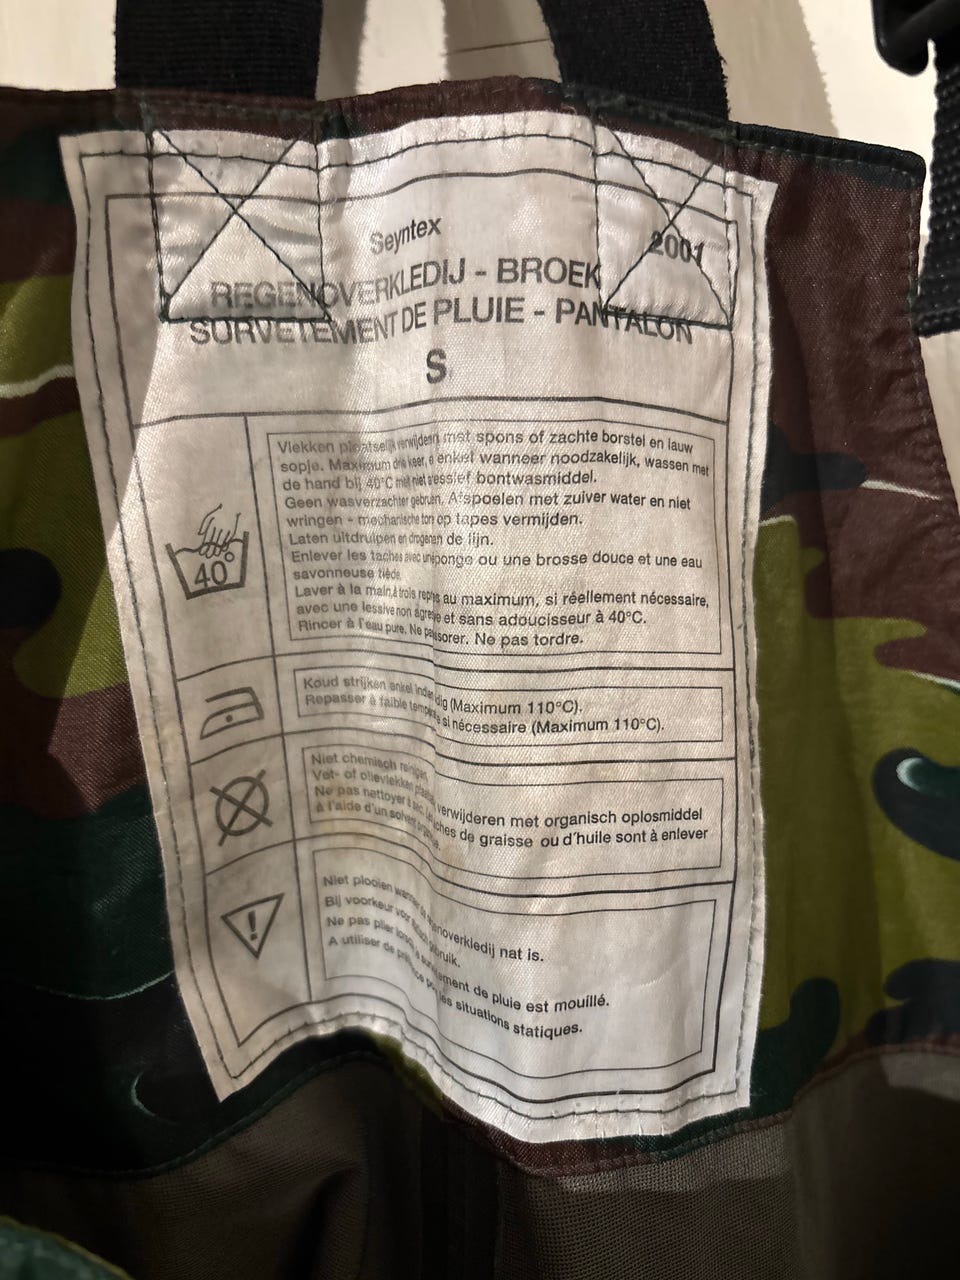 Seyntex
2001
REGENOVERKLEDIJ - BROEK
SURVETEMENT DE PLUIE - PANTALON
S
Vlekken plaatselijk verwijderen met spons of zachte borstel en lauw
sopje. Maximum drie keer, enkel wanneer noodzakelijk, wassen met
de hand bij 40°C met niet agressief bontwasmiddel.
Geen wasverzachter gebruiken. Afspoelen met zuiver water en niet
wringen - mechanische op tapes vermijden.
Laten uitdruipen en drogen aan de lijn.
Enlever les taches avec une éponge ou une brosse douce et une eau
savonneuse tiède.
Laver à la main, à trois au maximum, si réellement nécessaire,
avec une lessive non agressive et sans adoucisseur à 40°C.
Rincer à l'eau pure. Ne pas essorer. Ne pas tordre.
40°
Koud strijken enkel indien nodig (Maximum 110°C).
Repasser à faible température si nécessaire (Maximum 110°C).
Niet chemisch reinigen.
Vet- of olievlekken plaatselijk verwijderen met organisch oplosmiddel
Ne pas nettoyer à sec. Les taches de graisse ou d'huile sont à enlever
à l'aide d'un solvant organique.
Niet plooien wanneer de regenoverkledij nat is.
Bij voorkeur voor statisch gebruik.
Ne pas plier lorsque le survêtement de pluie est mouillé.
A utiliser de préférence pour les situations statiques.